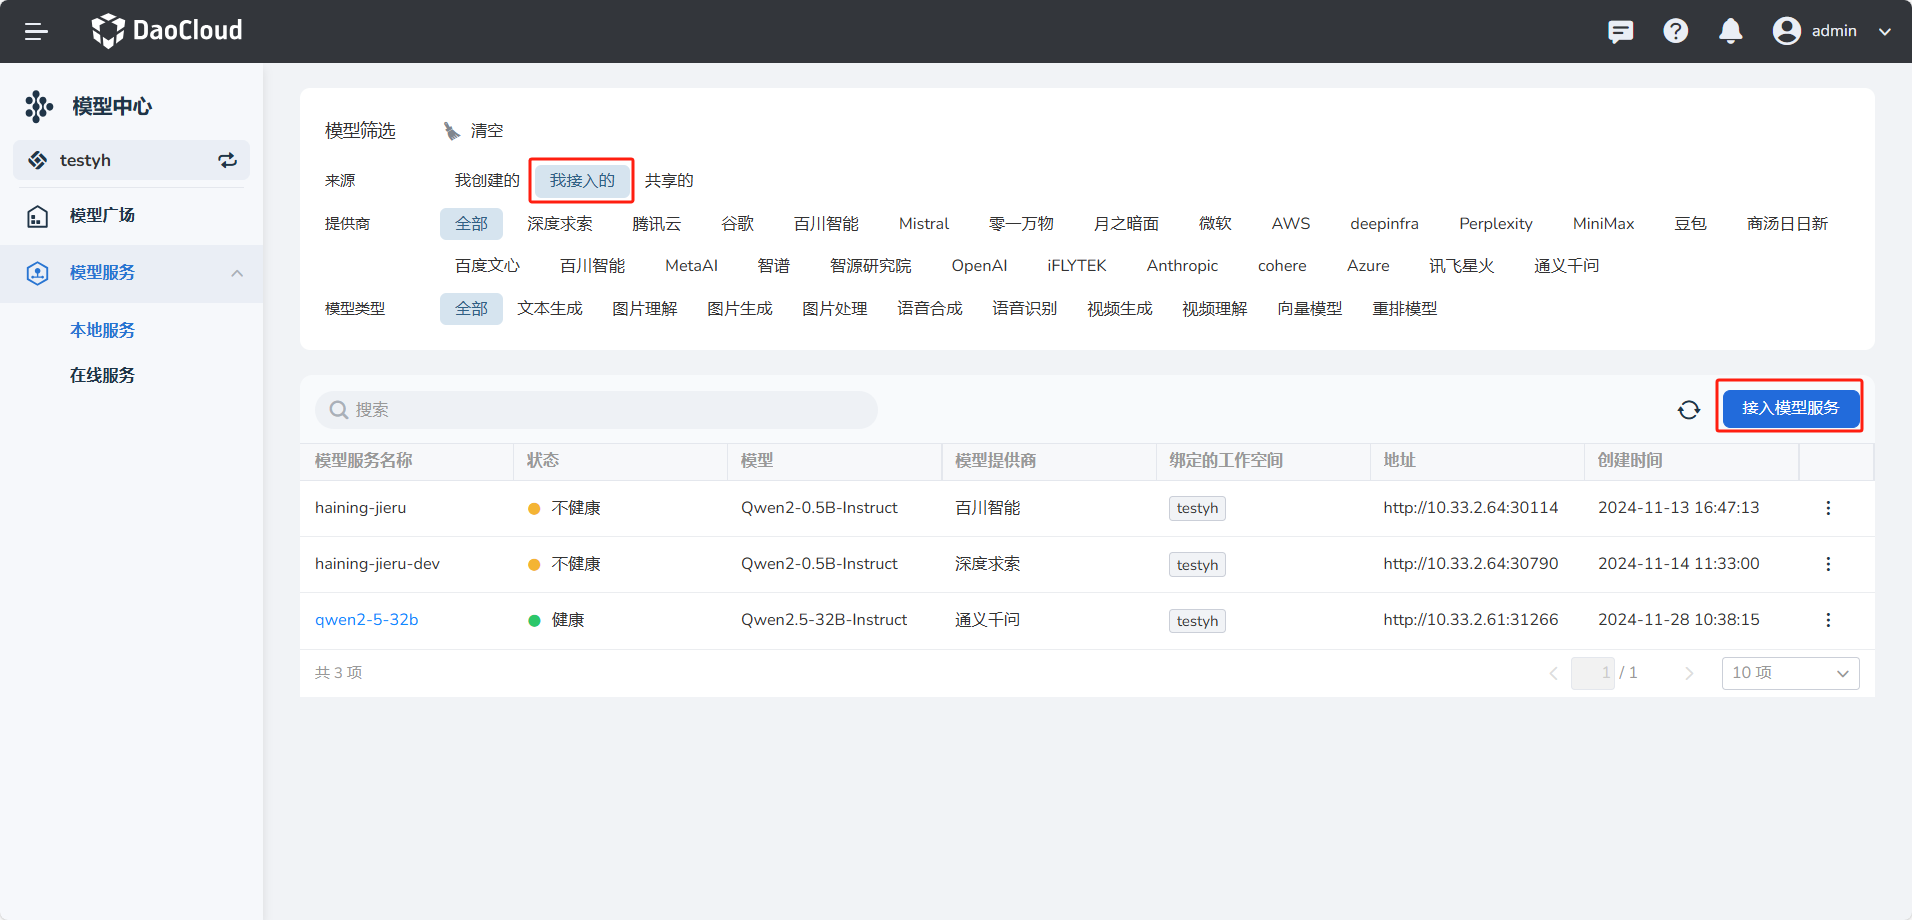 DaoCloud
admin
模型中心
testyh
模型广场
模型服务
本地服务
在线服务
模型筛选 清空
来源 我创建的 我接入的 共享的
提供商 全部 深度求索 腾讯云 谷歌 百川智能 Mistral 零一万物 月之暗面 微软 AWS deepinfra Perplexity MiniMax 豆包 商汤日日新
百度文心 百川智能 MetaAI 智谱 智源研究院 OpenAI iFLYTEK Anthropic cohere Azure 讯飞星火 通义千问
模型类型 全部 文本生成 图片理解 图片生成 图片处理 语音合成 语音识别 视频生成 视频理解 向量模型 重排模型
搜索 接入模型服务
模型服务名称 状态 模型 模型提供商 绑定的工作空间 地址 创建时间
haining-jieru 不健康 Qwen2-0.5B-Instruct 百川智能 testyh http://10.33.2.64:30114 2024-11-13 16:47:13
haining-jieru-dev 不健康 Qwen2-0.5B-Instruct 深度求索 testyh http://10.33.2.64:30790 2024-11-14 11:33:00
qwen2-5-32b 健康 Qwen2.5-32B-Instruct 通义千问 testyh http://10.33.2.61:31266 2024-11-28 10:38:15
共 3 项 1 / 1 10 项